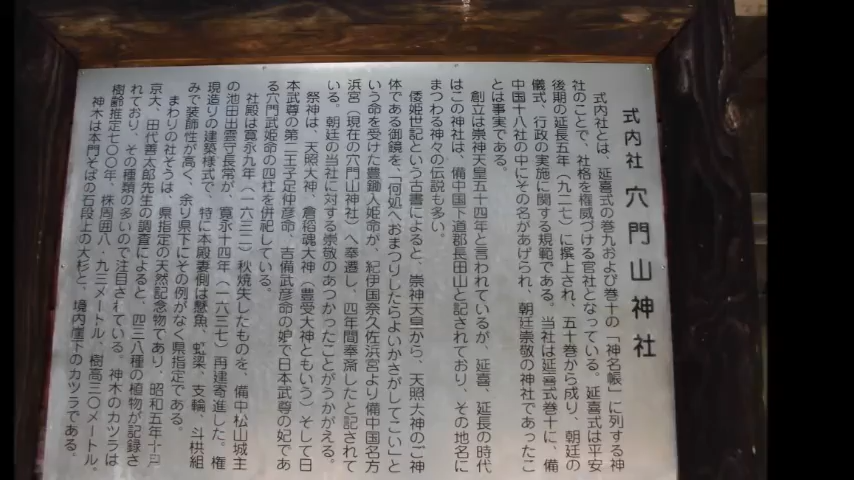 式内社 穴門山神社
式内社とは、延喜式の巻九および巻十の「神名帳」に列する神
社のことで、社格を権威づける官社となっている。延喜式は平安
後期の延長五年（九二七）に撰上され、五十巻から成り、朝廷の
儀式、行政の実施に関する規範である。当社は延喜式巻十に、備
中国十八社の中にその名があげられ、朝廷崇敬の神社であったこ
とは事実である。
創立は崇神天皇五十四年と言われているが、延喜、延長の時代
はこの神社は、備中国下道郡長田山と記されており、その地名に
まつわる神々の伝説も多い。
倭姫世記という古書によると、崇神天皇から、天照大神のご神
体である御鏡を、「何処へおまつりしたらよいかさがしてこい」と
いう命を受けた豊鋤入姫命が、紀伊国奈久佐浜宮より備中国名方
浜宮（現在の穴門山神社）へ奉遷し、四年間奉斎したと記されて
いる。朝廷の当社に対する崇敬のあつかったことがうかがえる。
祭神は、天照大神、倉稻魂大神（豊受大神ともいう）そして日
本武尊の第二王子足仲彦命、吉備武彦命の妒で日本武尊の妃であ
る穴門武姫命の四柱を併祀している。
社殿は寛永九年（一六三二）秋焼失したものを、備中松山城主
の池田出雲守長常が、寛永十四年（一六三七）再建寄進した。権
現造りの建築様式で、特に本殿妻側は懸魚、虹梁、支輪、斗栱組
みで装飾性が高く、余り県下にその例がなく県指定である。
まわりの社そうは、県指定の天然記念物であり、昭和五年十月
京大、田代善太郎先生の調査によると、四三八種の植物が記録さ
れており、その種類の多いので注目されている。神木のカツラは
樹齢推定七〇〇年、株周囲八・九三メートル、樹高三〇メートル。
神木は本門そばの石段上の大杉と、境内崖下のカツラである。